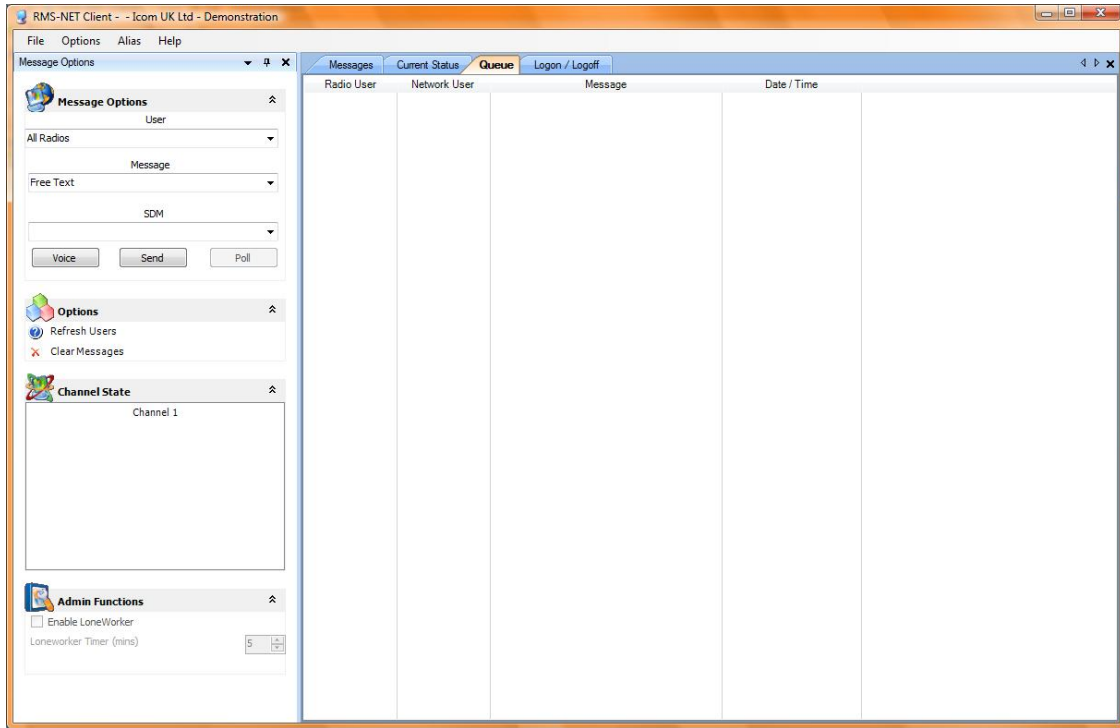 RMS-NET Client - - Icom UK Ltd - Demonstration
File Options Alias Help
Message Options
Messages Current Status Queue Logon / Logoff
Radio User Network User Message Date / Time
Message Options
User
All Radios
Message
Free Text
SDM
Voice Send Poll
Options
Refresh Users
Clear Messages
Channel State
Channel 1
Admin Functions
Enable LoneWorker
Loneworker Timer (mins) 5